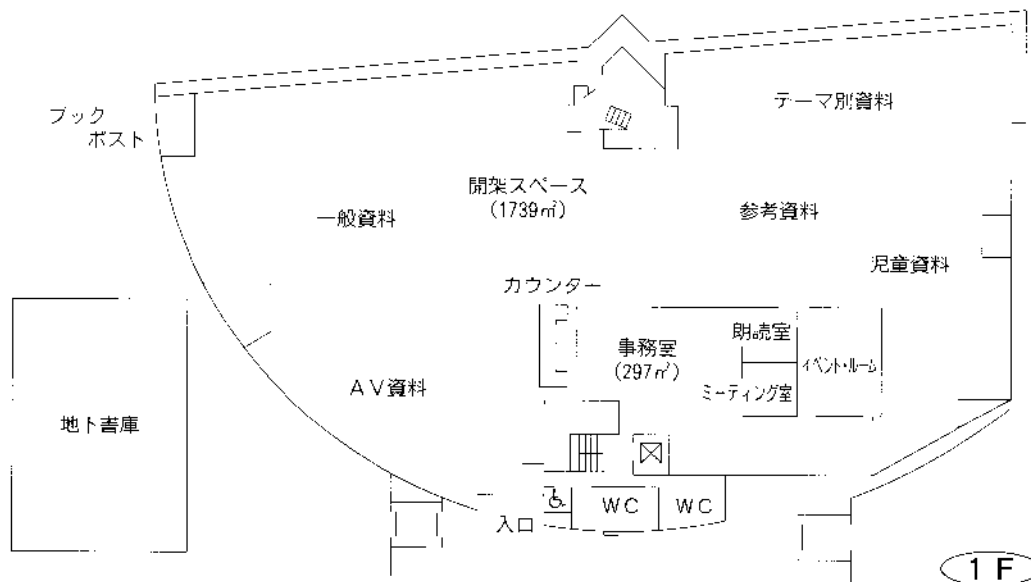 ブック
ポスト
テーマ別資料
開架スペース
(1739㎡)
一般資料
参考資料
児童資料
カウンター
朗読室
事務室
(297㎡)
イベント・ルーム
ミーティング室
AV資料
地下書庫
入口
WC
WC
1F